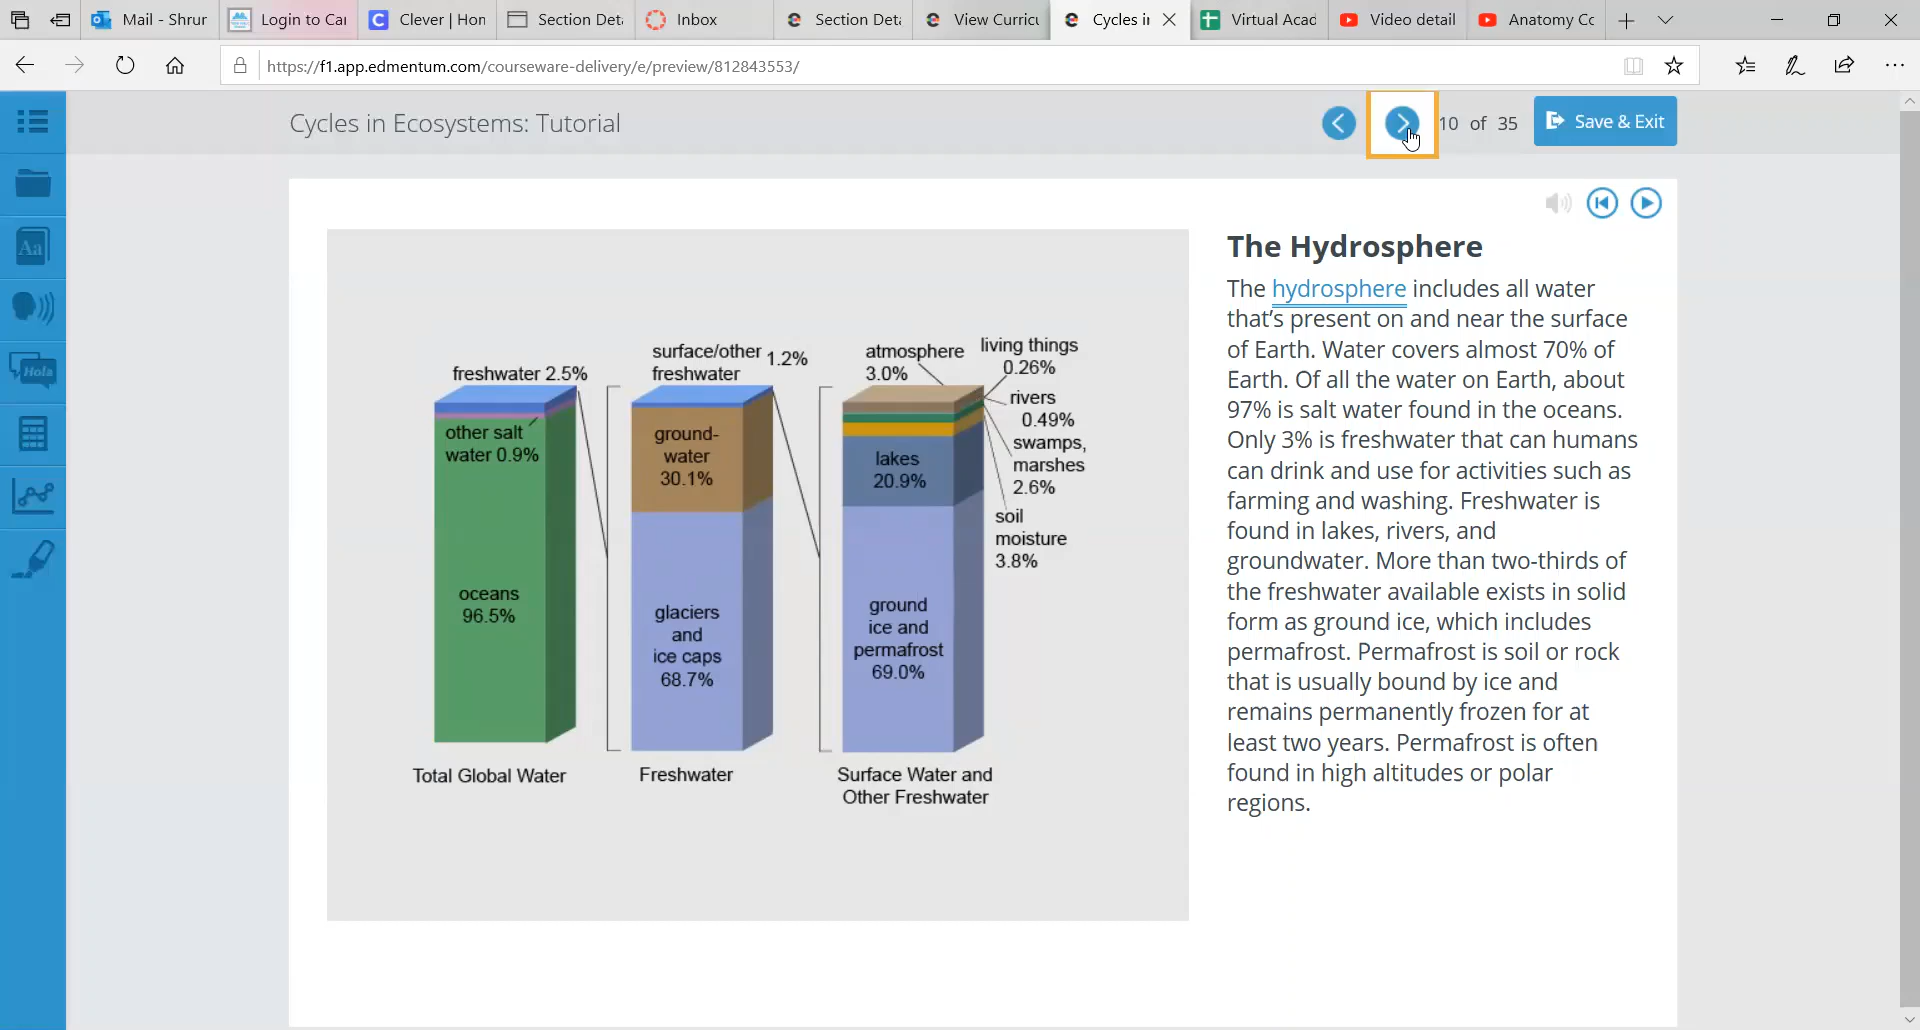 Mail - Shrur
Login to Car
Clever | Hon
Section Deta
Inbox
Section Deta
View Curricu
Cycles in
Virtual Acad
Video detail
Anatomy Co
https://f1.app.edmentum.com/courseware-delivery/e/preview/812843553/
Cycles in Ecosystems: Tutorial
10 of 35
Save & Exit
Aa
Hola
freshwater 2.5%
other salt
water 0.9%
oceans
96.5%
Total Global Water
surface/other 1.2%
freshwater
ground-
water
30.1%
glaciers
and
ice caps
68.7%
Freshwater
atmosphere
3.0%
living things
0.26%
rivers
0.49%
swamps,
marshes
2.6%
soil
moisture
3.8%
lakes
20.9%
ground
ice and
permafrost
69.0%
Surface Water and
Other Freshwater
The Hydrosphere
The hydrosphere includes all water
that's present on and near the surface
of Earth. Water covers almost 70% of
Earth. Of all the water on Earth, about
97% is salt water found in the oceans.
Only 3% is freshwater that can humans
can drink and use for activities such as
farming and washing. Freshwater is
found in lakes, rivers, and
groundwater. More than two-thirds of
the freshwater available exists in solid
form as ground ice, which includes
permafrost. Permafrost is soil or rock
that is usually bound by ice and
remains permanently frozen for at
least two years. Permafrost is often
found in high altitudes or polar
regions.